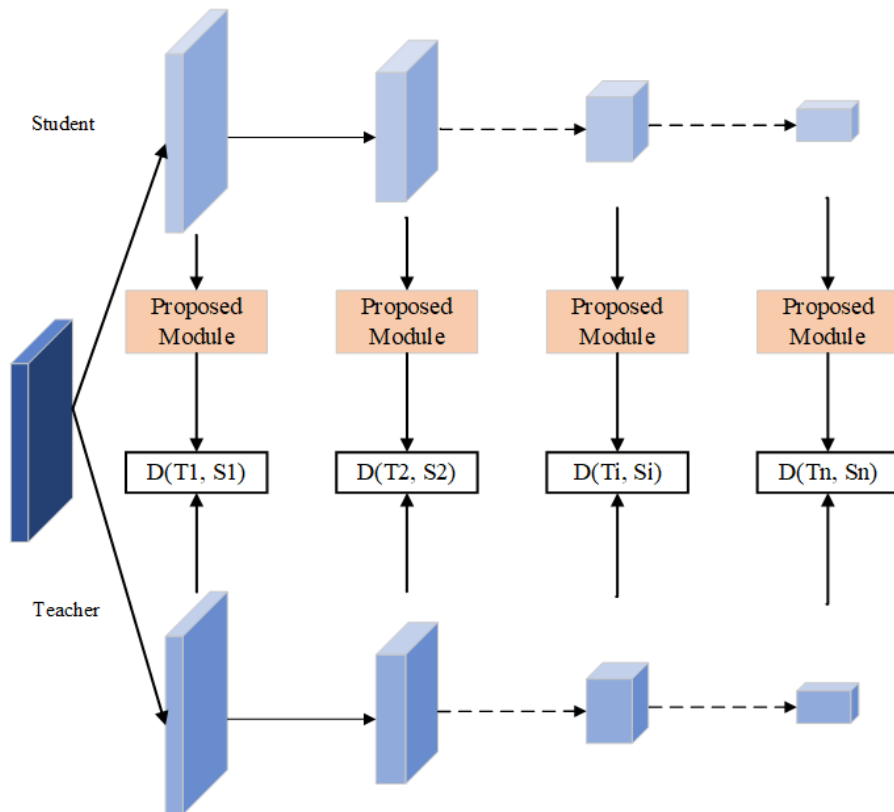 Student
Proposed
Module
Proposed
Module
Proposed
Module
Proposed
Module
D(T1, S1)
D(T2, S2)
D(Ti, Si)
D(Tn, Sn)
Teacher